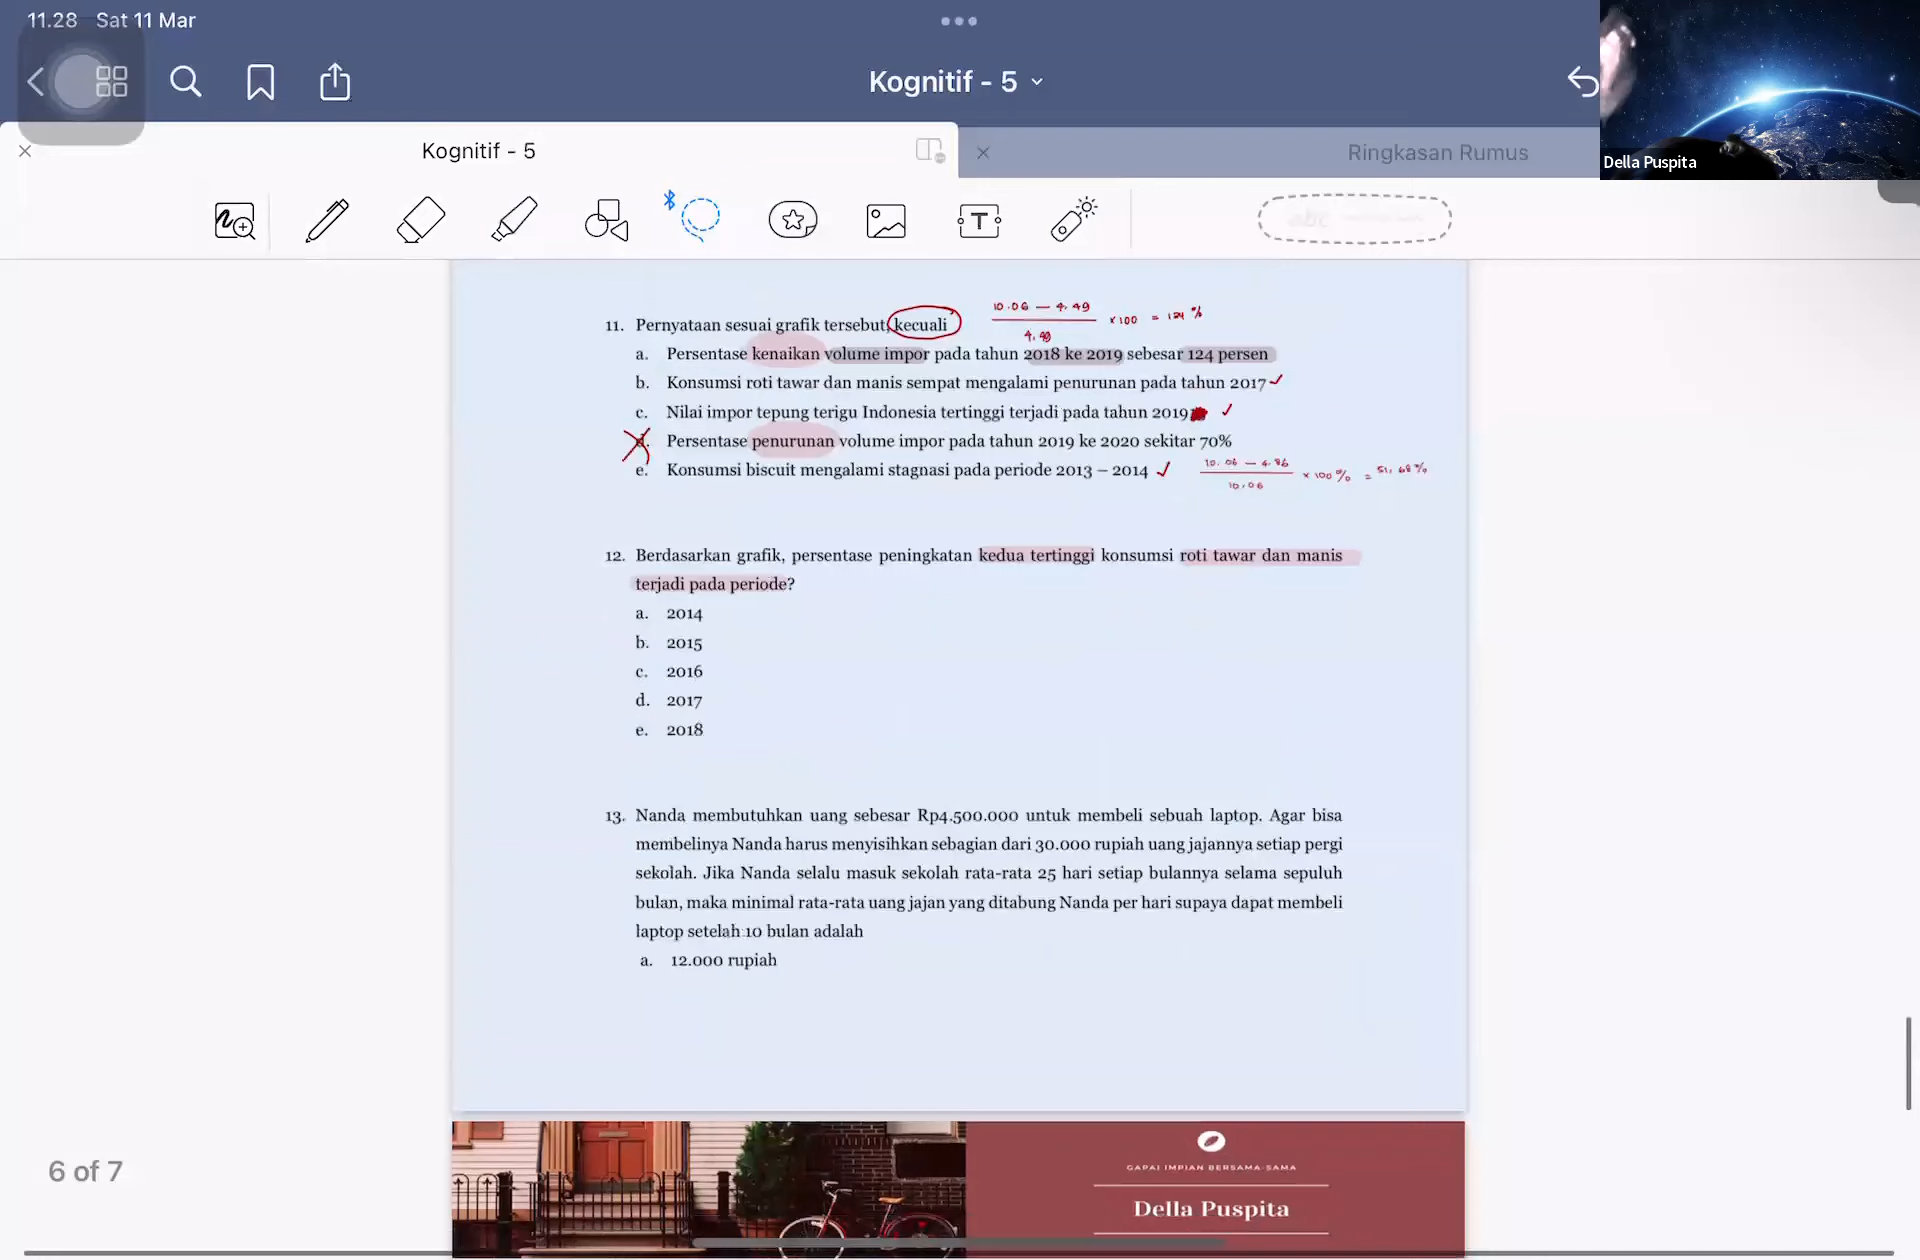 11.28 Sat 11 Mar
Kognitif - 5
Kognitif - 5
Ringkasan Rumus
Della Puspita
T
abc
11. Pernyataan sesuai grafik tersebut, kecuali
10.06 — 4.49
4.49
x 100 = 124 %
a. Persentase kenaikan volume impor pada tahun 2018 ke 2019 sebesar 124 persen
b. Konsumsi roti tawar dan manis sempat mengalami penurunan pada tahun 2017
c. Nilai impor tepung terigu Indonesia tertinggi terjadi pada tahun 2019
d. Persentase penurunan volume impor pada tahun 2019 ke 2020 sekitar 70%
e. Konsumsi biscuit mengalami stagnasi pada periode 2013 – 2014
10.06 — 4.86
10.06
x 100 % = 51,68 %
12. Berdasarkan grafik, persentase peningkatan kedua tertinggi konsumsi roti tawar dan manis
terjadi pada periode?
a. 2014
b. 2015
c. 2016
d. 2017
e. 2018
13. Nanda membutuhkan uang sebesar Rp4.500.000 untuk membeli sebuah laptop. Agar bisa
membelinya Nanda harus menyisihkan sebagian dari 30.000 rupiah uang jajannya setiap pergi
sekolah. Jika Nanda selalu masuk sekolah rata-rata 25 hari setiap bulannya selama sepuluh
bulan, maka minimal rata-rata uang jajan yang ditabung Nanda per hari supaya dapat membeli
laptop setelah 10 bulan adalah
a. 12.000 rupiah
6 of 7
GAPAI IMPIAN BERSAMA-SAMA
Della Puspita